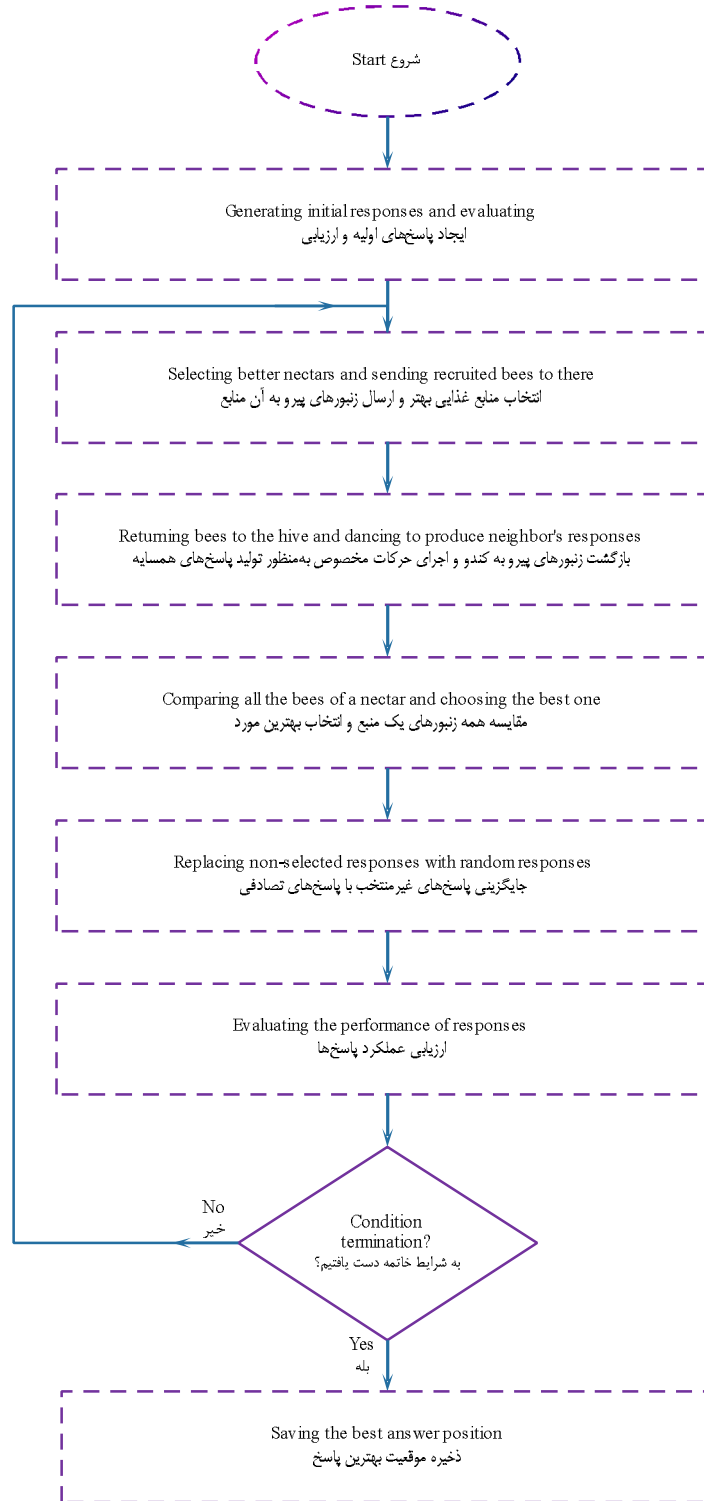 Start شروع
Generating initial responses and evaluating
ایجاد پاسخ‌های اولیه و ارزیابی
Selecting better nectars and sending recruited bees to there
انتخاب منابع غذایی بهتر و ارسال زنبورهای پیرو به آن منابع
Returning bees to the hive and dancing to produce neighbor's responses
بازگشت زنبورهای پیرو به کندو و اجرای حرکات مخصوص به‌منظور تولید پاسخ‌های همسایه
Comparing all the bees of a nectar and choosing the best one
مقایسه همه زنبورهای یک منبع و انتخاب بهترین مورد
Replacing non-selected responses with random responses
جایگزینی پاسخ‌های غیرمنتخب با پاسخ‌های تصادفی
Evaluating the performance of responses
ارزیابی عملکرد پاسخ‌ها
No
خیر
Condition
termination?
به شرایط خاتمه دست یافتیم؟
Yes
بله
Saving the best answer position
ذخیره موقعیت بهترین پاسخ